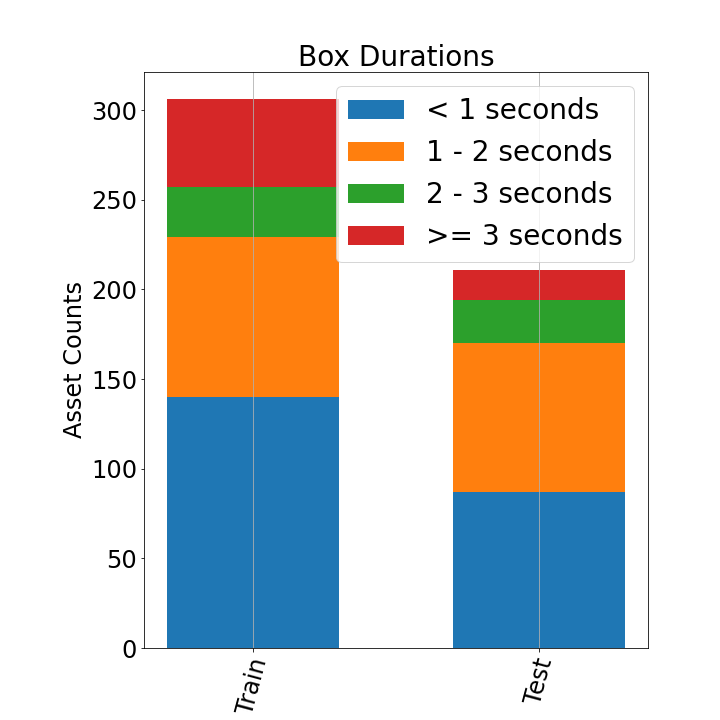 Box Durations
Asset Counts
300
250
200
150
100
50
0
< 1 seconds
1 - 2 seconds
2 - 3 seconds
>= 3 seconds
Train
Test